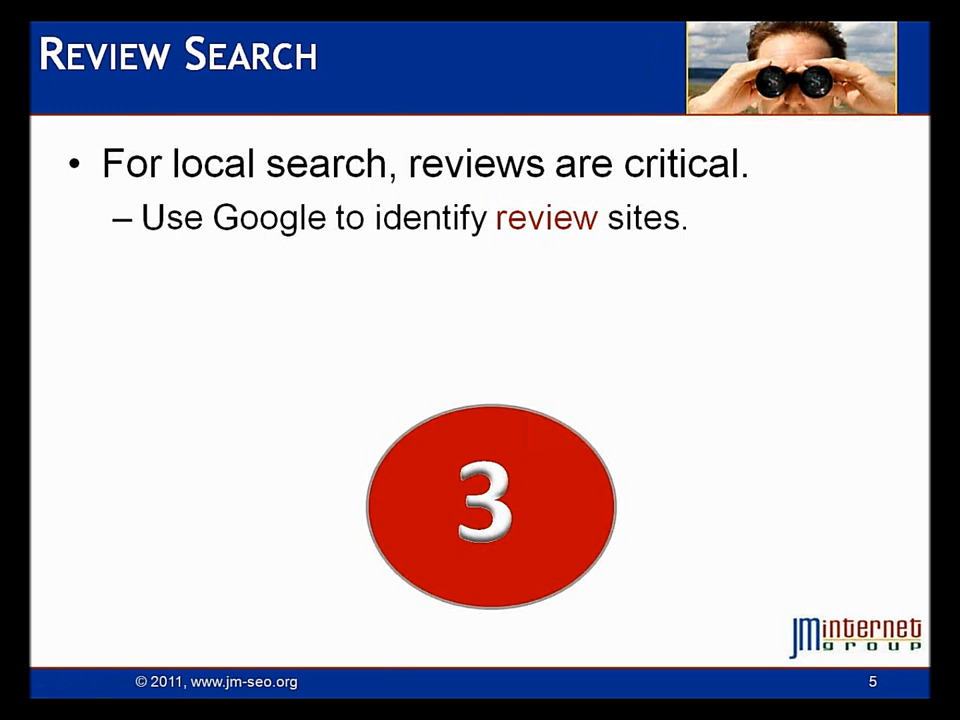 REVIEW SEARCH
• For local search, reviews are critical.
– Use Google to identify review sites.
3
JMinternet
group
© 2011, www.jm-seo.org
5